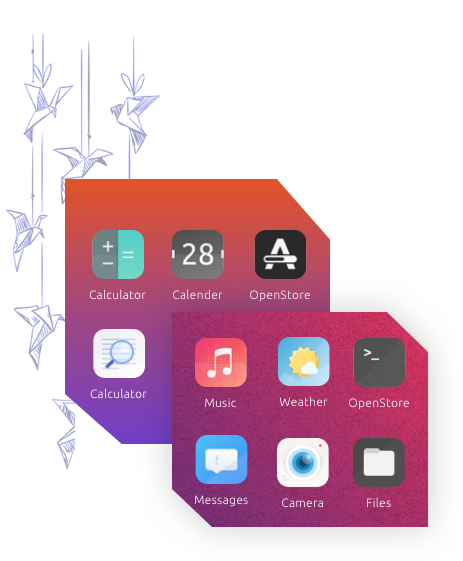 28
Calculator Calender OpenStore
Calculator
>_
Music Weather OpenStore
Messages Camera Files